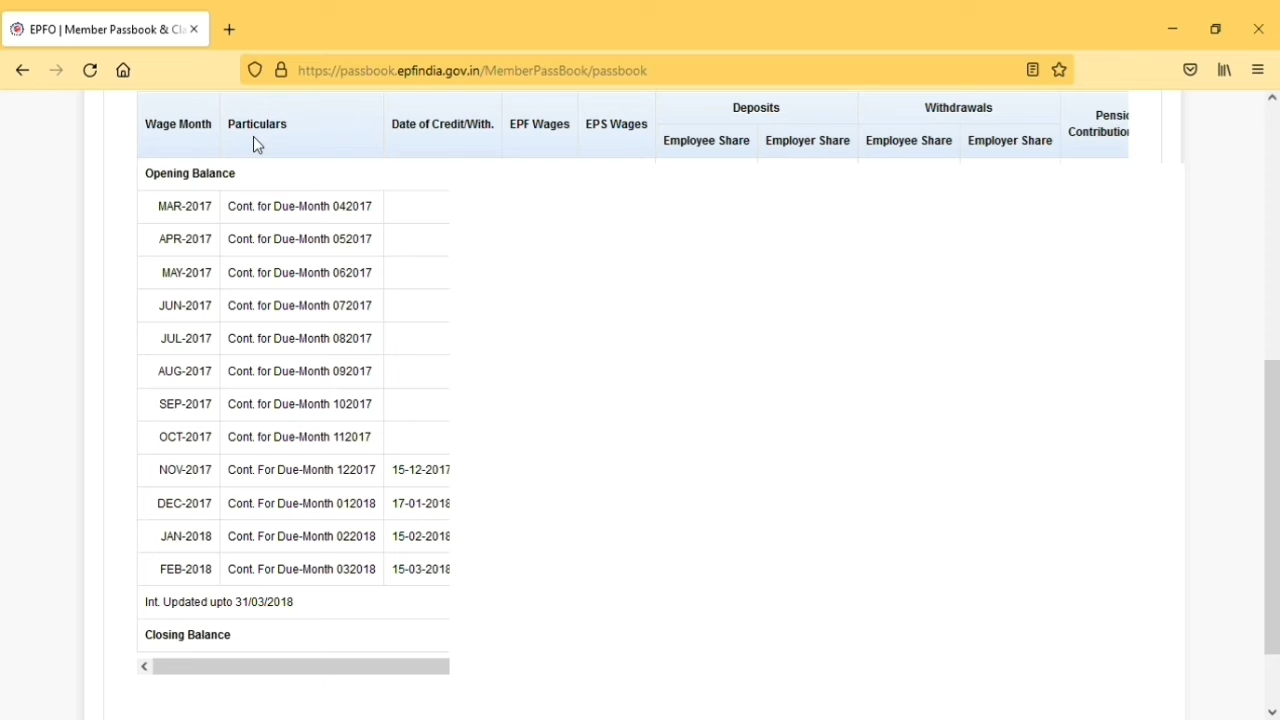 EPFO | Member Passbook & Cla
https://passbook.epfindia.gov.in/MemberPassBook/passbook
Deposits Withdrawals
Wage Month Particulars Date of Credit/With. EPF Wages EPS Wages
Employee Share Employer Share Employee Share Employer Share
Pensic
Contribution
Opening Balance
MAR-2017 Cont. for Due-Month 042017
APR-2017 Cont. for Due-Month 052017
MAY-2017 Cont. for Due-Month 062017
JUN-2017 Cont. for Due-Month 072017
JUL-2017 Cont. for Due-Month 082017
AUG-2017 Cont. for Due-Month 092017
SEP-2017 Cont. for Due-Month 102017
OCT-2017 Cont. for Due-Month 112017
NOV-2017 Cont. For Due-Month 122017 15-12-2017
DEC-2017 Cont. For Due-Month 012018 17-01-2018
JAN-2018 Cont. For Due-Month 022018 15-02-2018
FEB-2018 Cont. For Due-Month 032018 15-03-2018
Int. Updated upto 31/03/2018
Closing Balance